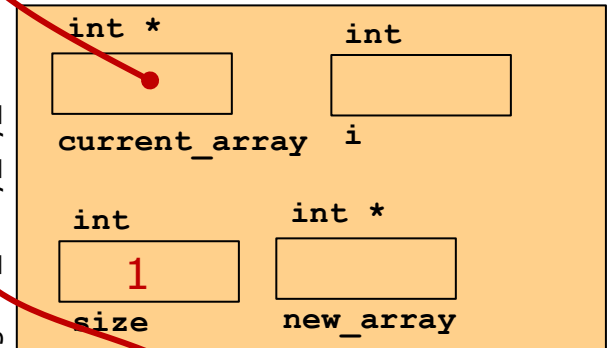 int * int
current_array i
int int *
1
size new_array